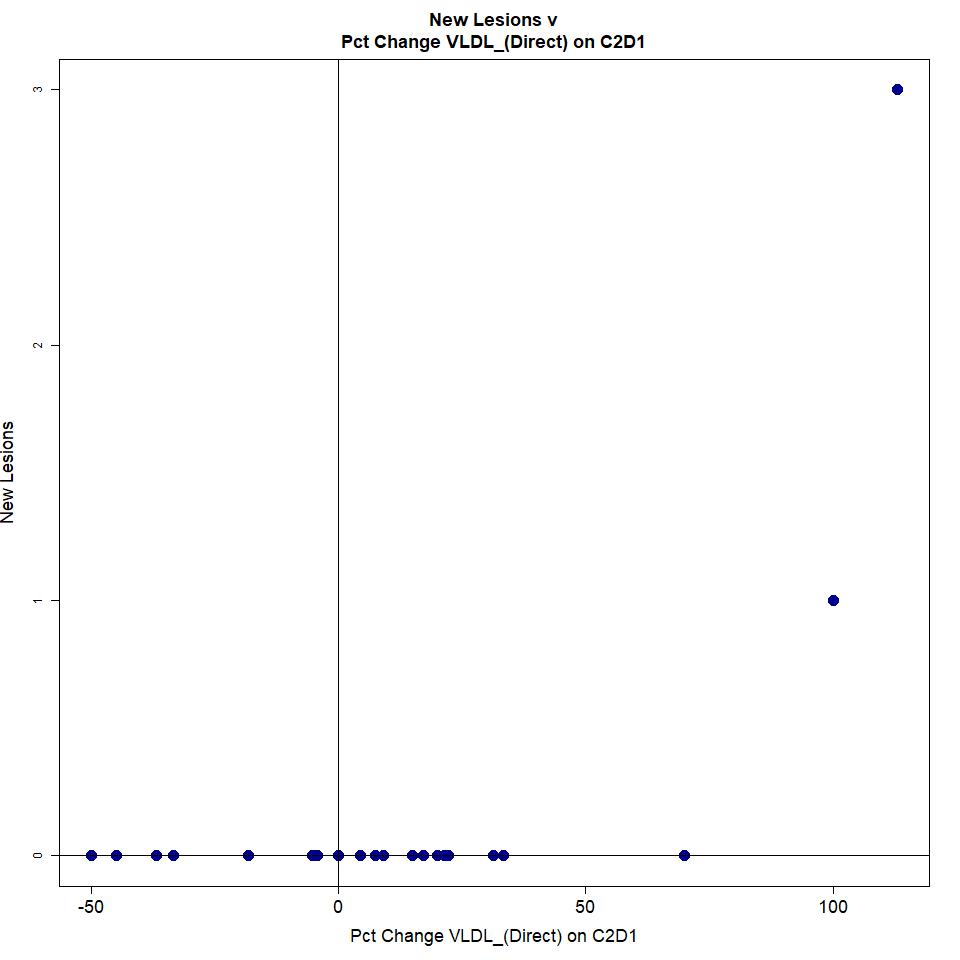 New Lesions v
Pct Change VLDL_(Direct) on C2D1
3
2
1
0
New Lesions
-50 0 50 100
Pct Change VLDL_(Direct) on C2D1